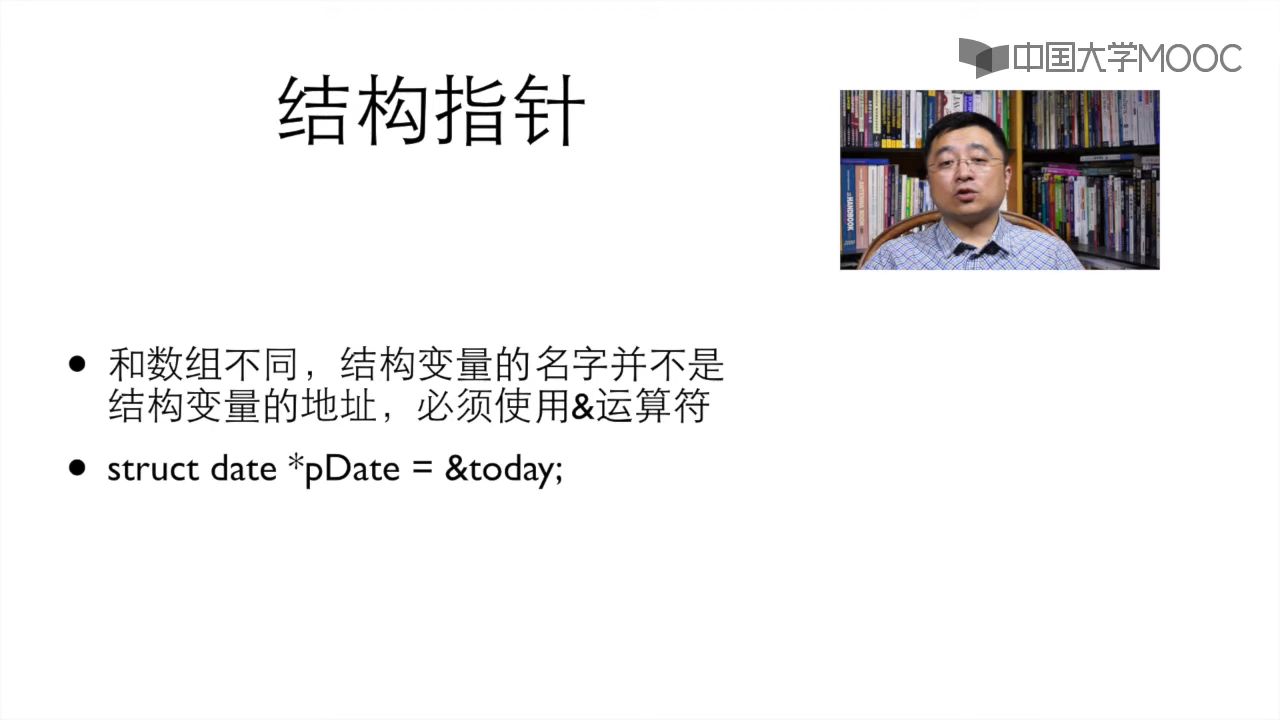 中国大学MOOC
结构指针
和数组不同，结构变量的名字并不是
结构变量的地址，必须使用&运算符
struct date *pDate = &today;
HANDBOOK